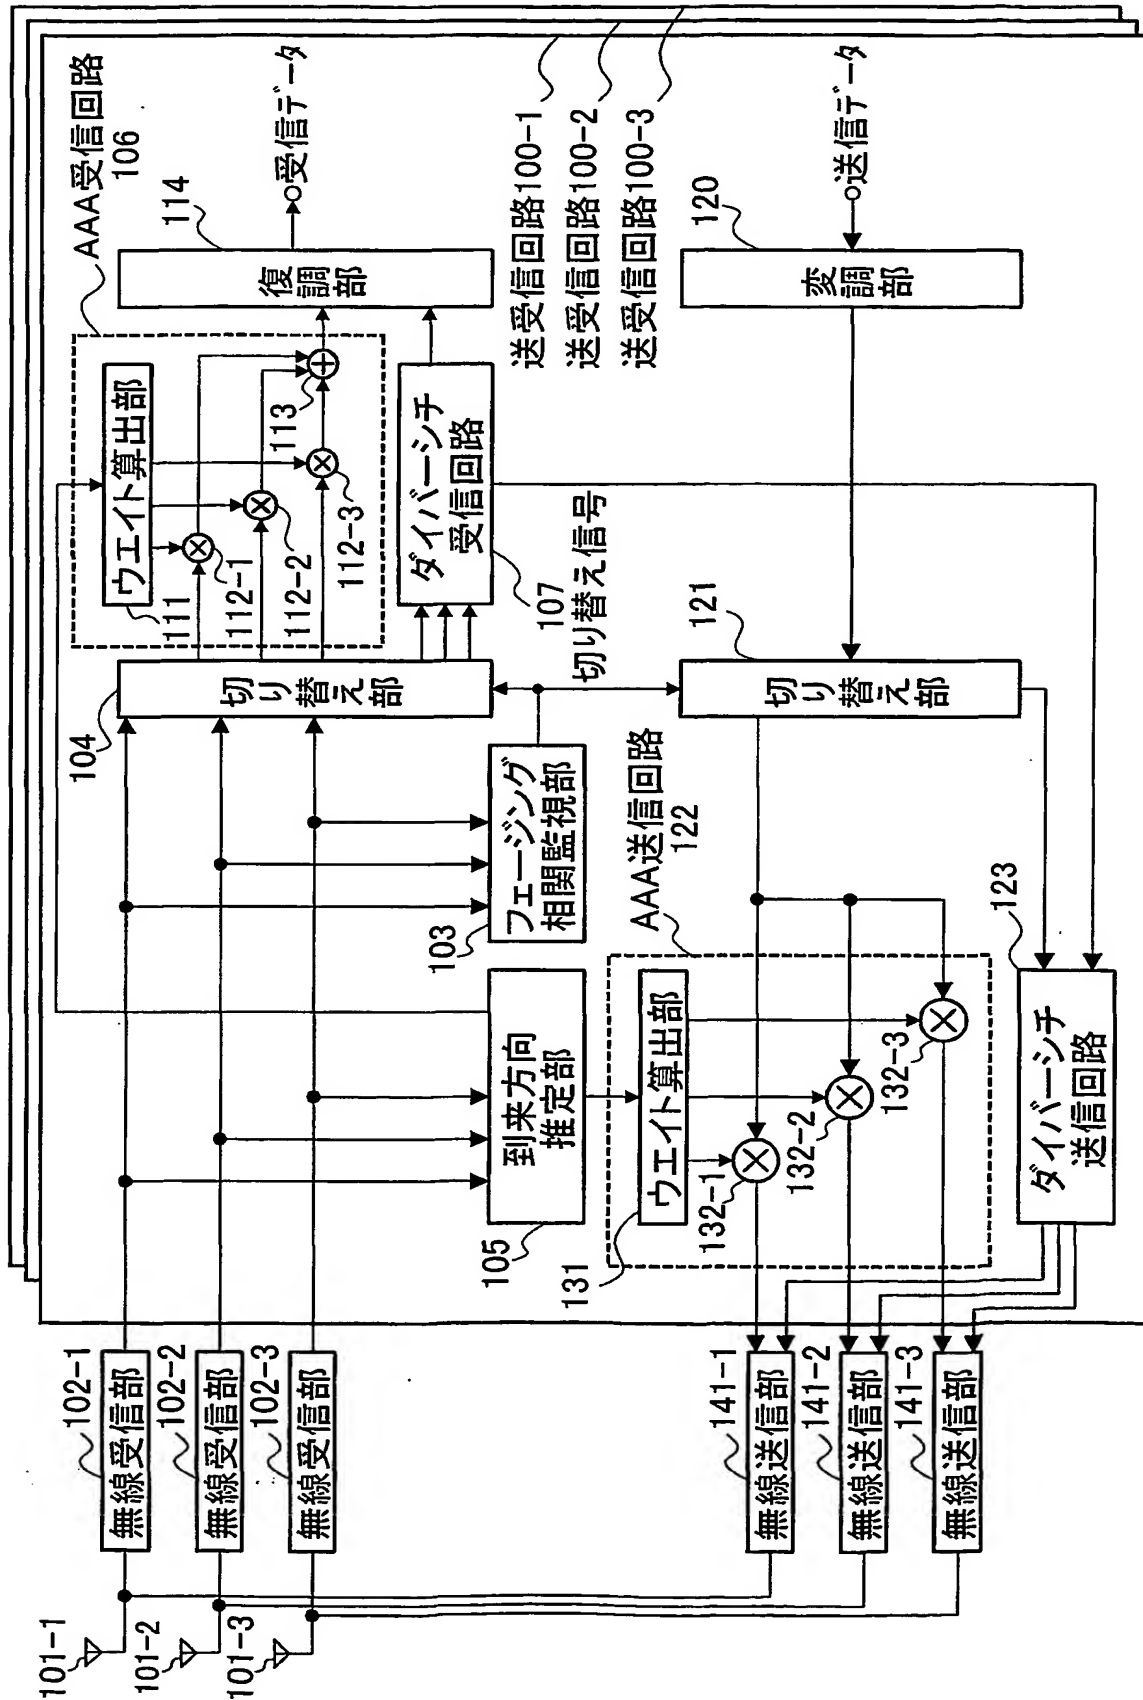 101-1
101-2
101-3
無線受信部
102-1
無線受信部
102-2
無線受信部
102-3
104
切り替え部
AAA受信回路
106
ウエイト算出部
111
112-1
112-2
112-3
113
復調部
114
受信データ
フェージング
相関監視部
103
到来方向
推定部
105
ダイバーシチ
受信回路
107
切り替え信号
送受信回路100-1
送受信回路100-2
送受信回路100-3
AAA送信回路
122
ウエイト算出部
131
132-1
132-2
132-3
切り替え部
121
変調部
120
送信データ
無線送信部
141-1
無線送信部
141-2
無線送信部
141-3
ダイバーシチ
送信回路
123